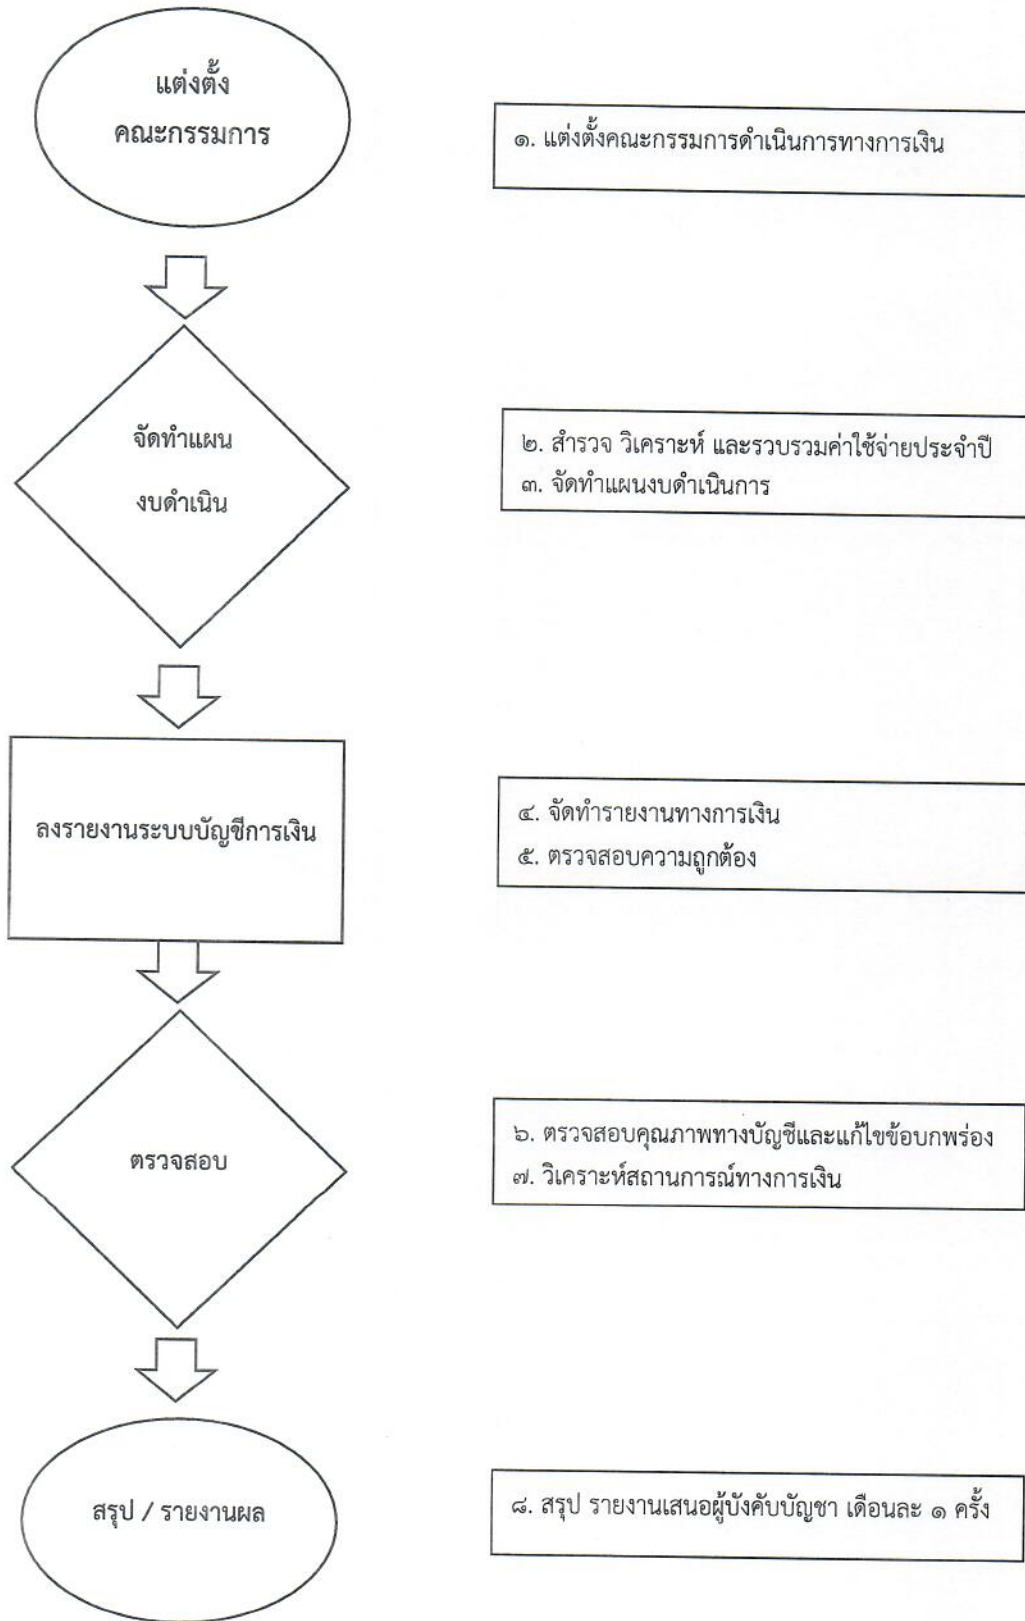 แต่งตั้ง
คณะกรรมการ
๑. แต่งตั้งคณะกรรมการดำเนินการทางการเงิน
จัดทำแผน
งบดำเนิน
๒. สำรวจ วิเคราะห์ และรวบรวมค่าใช้จ่ายประจำปี
๓. จัดทำแผนงบดำเนินการ
ลงรายงานระบบบัญชีการเงิน
๔. จัดทำรายงานทางการเงิน
๕. ตรวจสอบความถูกต้อง
ตรวจสอบ
๖. ตรวจสอบคุณภาพทางบัญชีและแก้ไขข้อบกพร่อง
๗. วิเคราะห์สถานการณ์ทางการเงิน
สรุป / รายงานผล
๘. สรุป รายงานเสนอผู้บังคับบัญชา เดือนละ ๑ ครั้ง